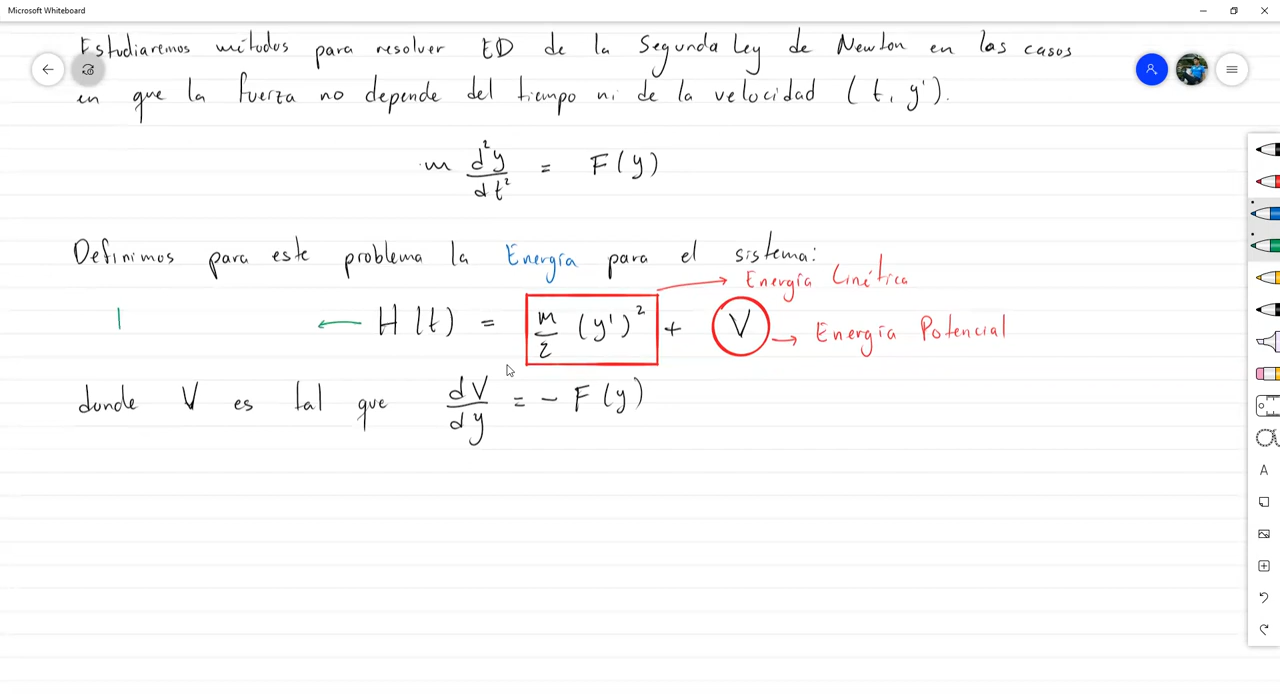 Microsoft Whiteboard
Estudiaremos métodos para resolver ED de la Segunda Ley de Newton en las casos
en que la fuerza no depende del tiempo ni de la velocidad (t, y').
m d²y/dt² = F(y)
Definimos para este problema la Energía para el sistema:
Energía Cinética
← H(t) = m/2 (y')² + V → Energía Potencial
donde V es tal que dV/dy = - F(y)
A